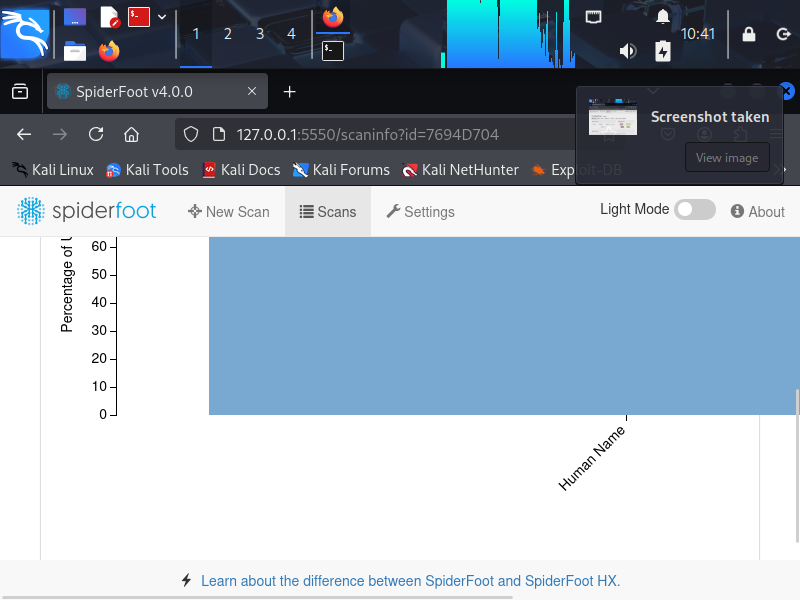 1 2 3 4
10:41
SpiderFoot v4.0.0
Screenshot taken
View image
127.0.0.1:5550/scaninfo?id=7694D704
Kali Linux Kali Tools Kali Docs Kali Forums Kali NetHunter Exploit-DB
spiderfoot New Scan Scans Settings Light Mode About
Percentage of U
60
50
40
30
20
10
0
Human Name
Learn about the difference between SpiderFoot and SpiderFoot HX.